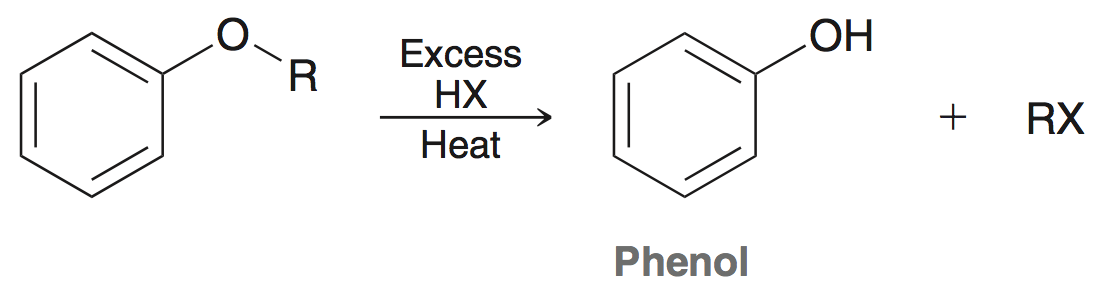 O
R
Excess
HX
Heat
OH
+
RX
Phenol